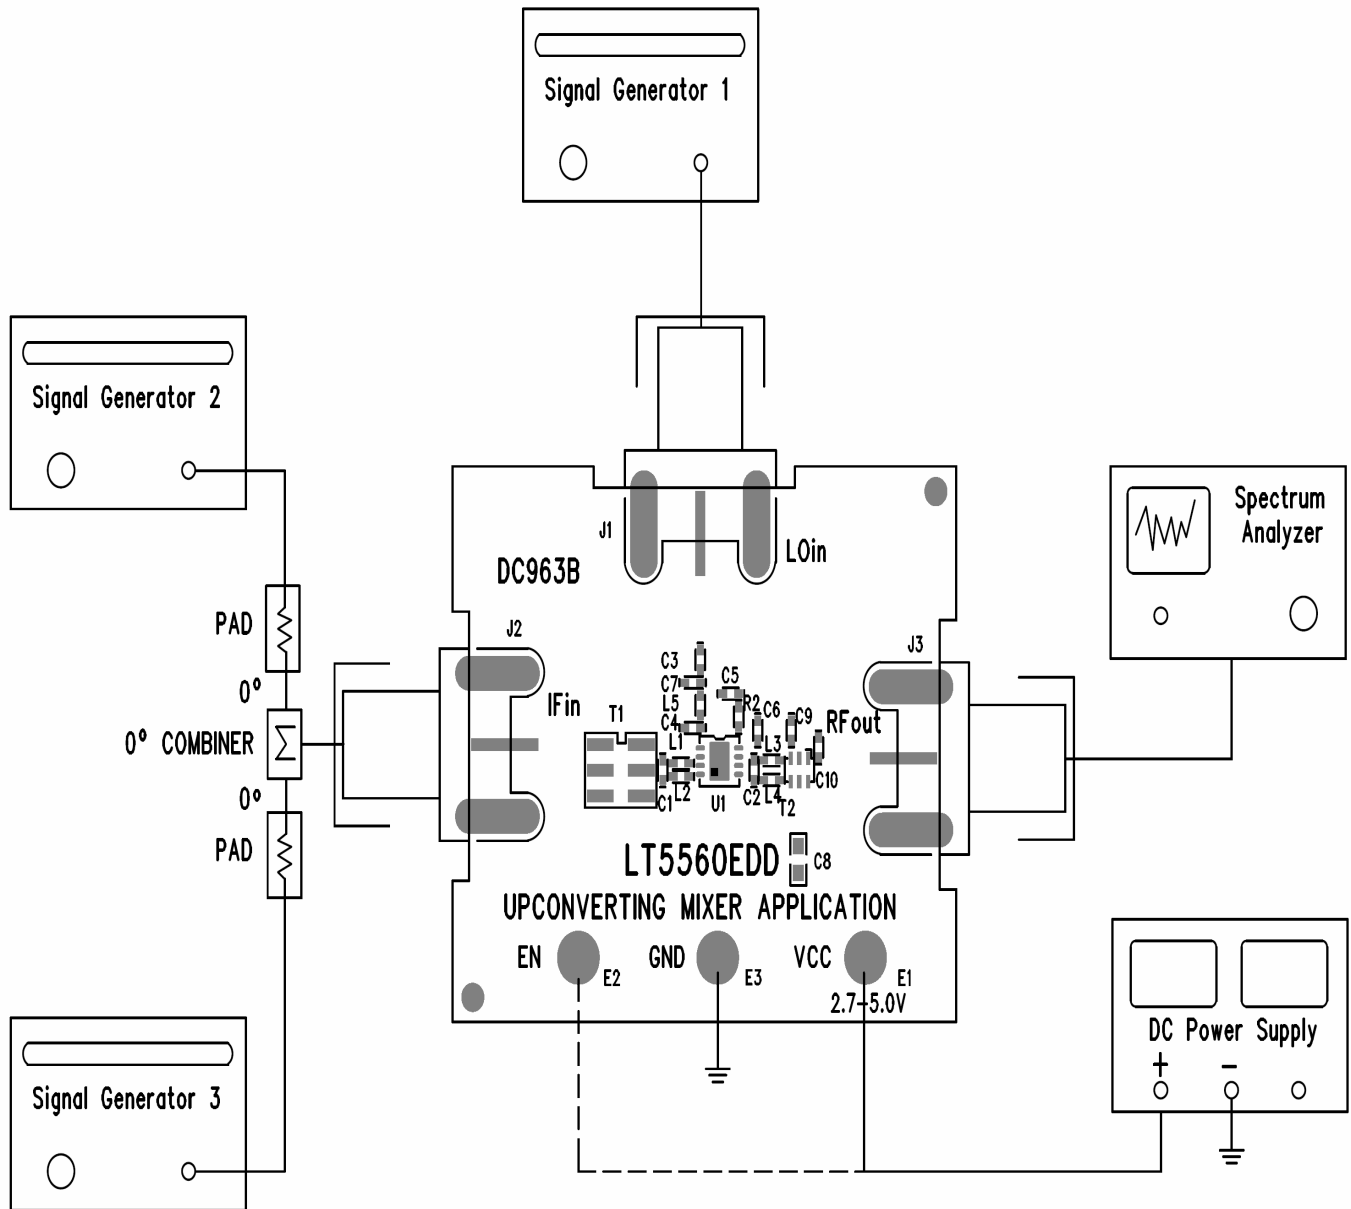 Signal Generator 1
Signal Generator 2
Spectrum
Analyzer
J1
LOin
DC963B
PAD
J2
J3
0°
IFin
C3
C7
L5
C4
C5
R2
C6
C9
RFout
T1
0° COMBINER
Σ
L1
L3
0°
C1
L2
U1
C2
L4
T2
C10
PAD
LT5560EDD
C8
UPCONVERTING MIXER APPLICATION
EN
E2
GND
E3
VCC
E1
2.7-5.0V
DC Power Supply
+ −
Signal Generator 3